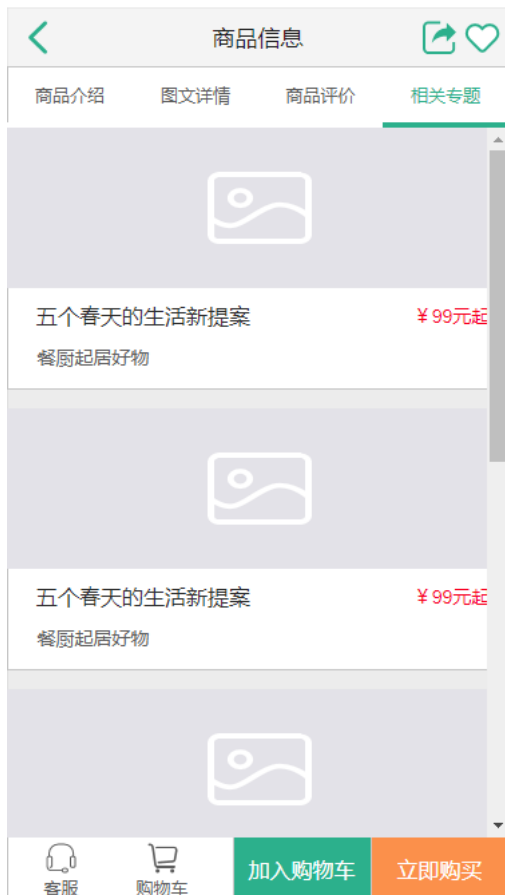 商品信息
商品介绍 图文详情 商品评价 相关专题
五个春天的生活新提案 ¥99元起
餐厨起居好物
五个春天的生活新提案 ¥99元起
餐厨起居好物
客服 购物车 加入购物车 立即购买